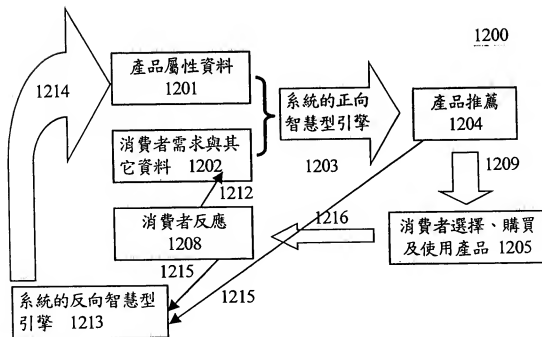 1200
產品屬性資料
1201
1214
系統的正向
智慧型引擎
1203
產品推薦
1204
消費者需求與其
它資料 1202
1212
1209
消費者反應
1208
1216
消費者選擇、購買
及使用產品 1205
1215
1215
系統的反向智慧型
引擎 1213